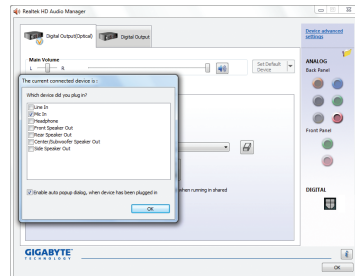 Realtek HD Audio Manager
Digital Output(Optical)
Digital Output
Device advanced
settings
Main Volume
L
R
Set Default
Device
ANALOG
Back Panel
The current connected device is :
Which device did you plug in?
Line In
Mic In
Headphone
Front Speaker Out
Rear Speaker Out
Center/Subwoofer Speaker Out
Side Speaker Out
Front Panel
when running in shared
Enable auto popup dialog, when device has been plugged in
DIGITAL
OK
GIGABYTE
TECHNOLOGY
OK